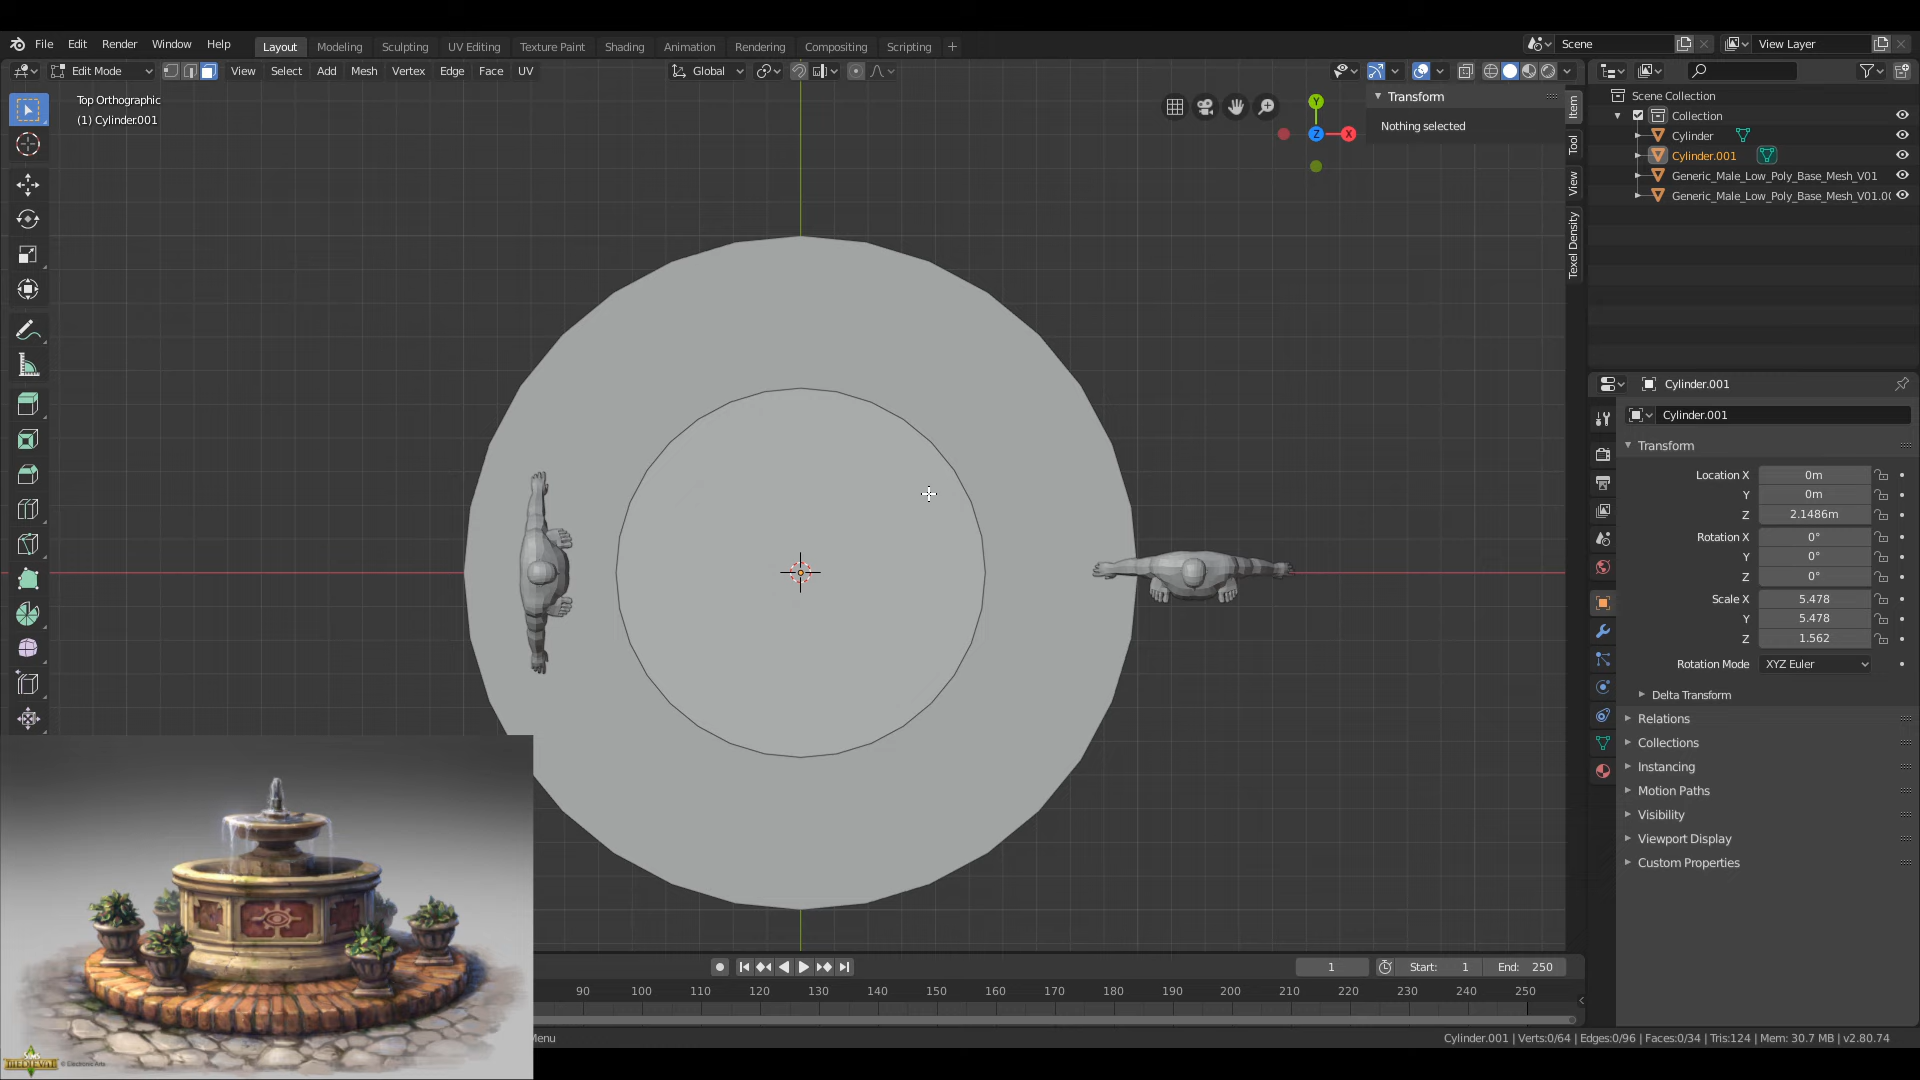 File Edit Render Window Help Layout Modeling Sculpting UV Editing Texture Paint Shading Animation Rendering Compositing Scripting + Scene View Layer
Edit Mode View Select Add Mesh Vertex Edge Face UV Global
Top Orthographic
(1) Cylinder.001
Y
Z
X
Transform
Nothing selected
Item
Tool
View
Texel Density
Scene Collection
Collection
Cylinder
Cylinder.001
Generic_Male_Low_Poly_Base_Mesh_V01
Generic_Male_Low_Poly_Base_Mesh_V01.00
Cylinder.001
Cylinder.001
Transform
Location X 0m
Y 0m
Z 2.1486m
Rotation X 0°
Y 0°
Z 0°
Scale X 5.478
Y 5.478
Z 1.562
Rotation Mode XYZ Euler
Delta Transform
Relations
Collections
Instancing
Motion Paths
Visibility
Viewport Display
Custom Properties
MEDIEVAL © Electronic Arts
1 Start: 1 End: 250
90 100 110 120 130 140 150 160 170 180 190 200 210 220 230 240 250
Menu
Cylinder.001 | Verts:0/64 | Edges:0/96 | Faces:0/34 | Tris:124 | Mem: 30.7 MB | v2.80.74